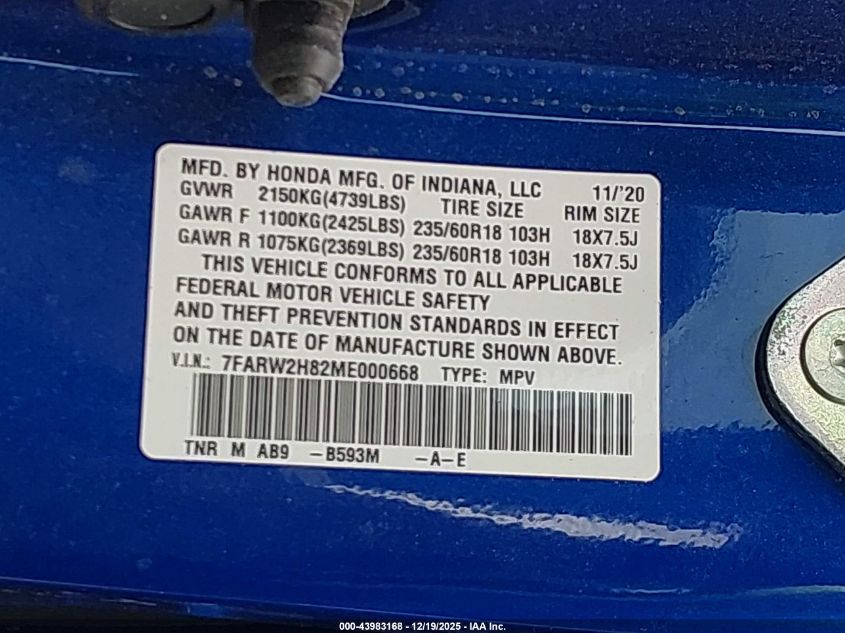 MFD. BY HONDA MFG. OF INDIANA, LLC 11/'20
GVWR 2150KG(4739LBS) TIRE SIZE RIM SIZE
GAWR F 1100KG(2425LBS) 235/60R18 103H 18X7.5J
GAWR R 1075KG(2369LBS) 235/60R18 103H 18X7.5J
THIS VEHICLE CONFORMS TO ALL APPLICABLE
FEDERAL MOTOR VEHICLE SAFETY
AND THEFT PREVENTION STANDARDS IN EFFECT
ON THE DATE OF MANUFACTURE SHOWN ABOVE.
V.I.N.: 7FARW2H82ME000668 TYPE: MPV
TNR M AB9 -B593M -A-E
000-43983168 - 12/19/2025 - IAA Inc.